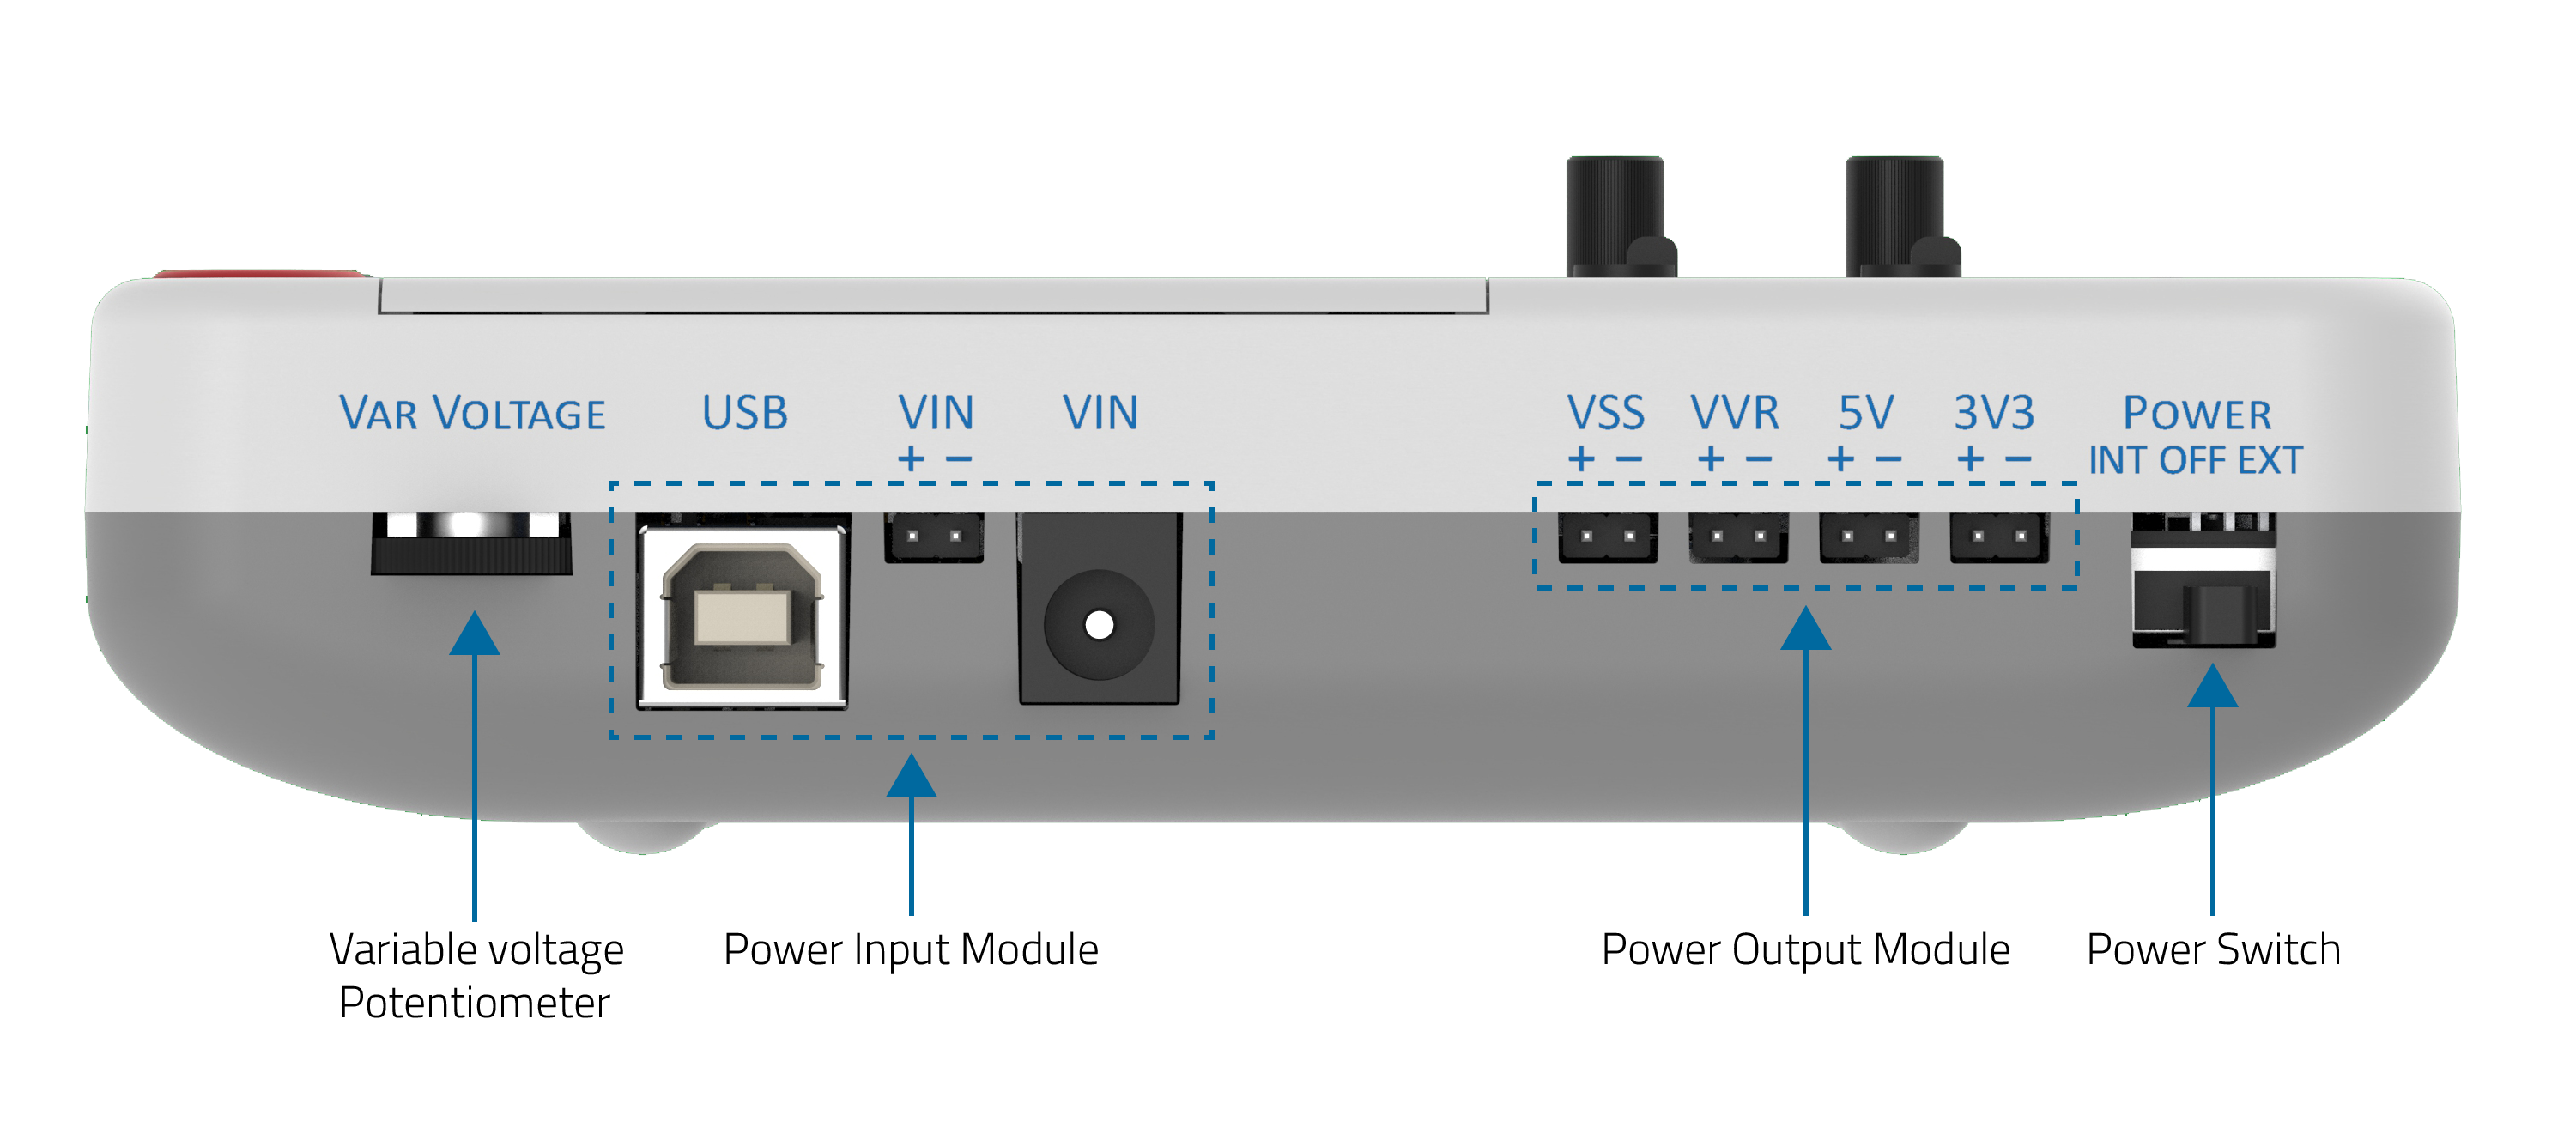 VAR VOLTAGE
USB
VIN
+ −
VIN
VSS
+ −
VVR
+ −
5V
+ −
3V3
+ −
POWER
INT OFF EXT
Variable voltage
Potentiometer
Power Input Module
Power Output Module
Power Switch